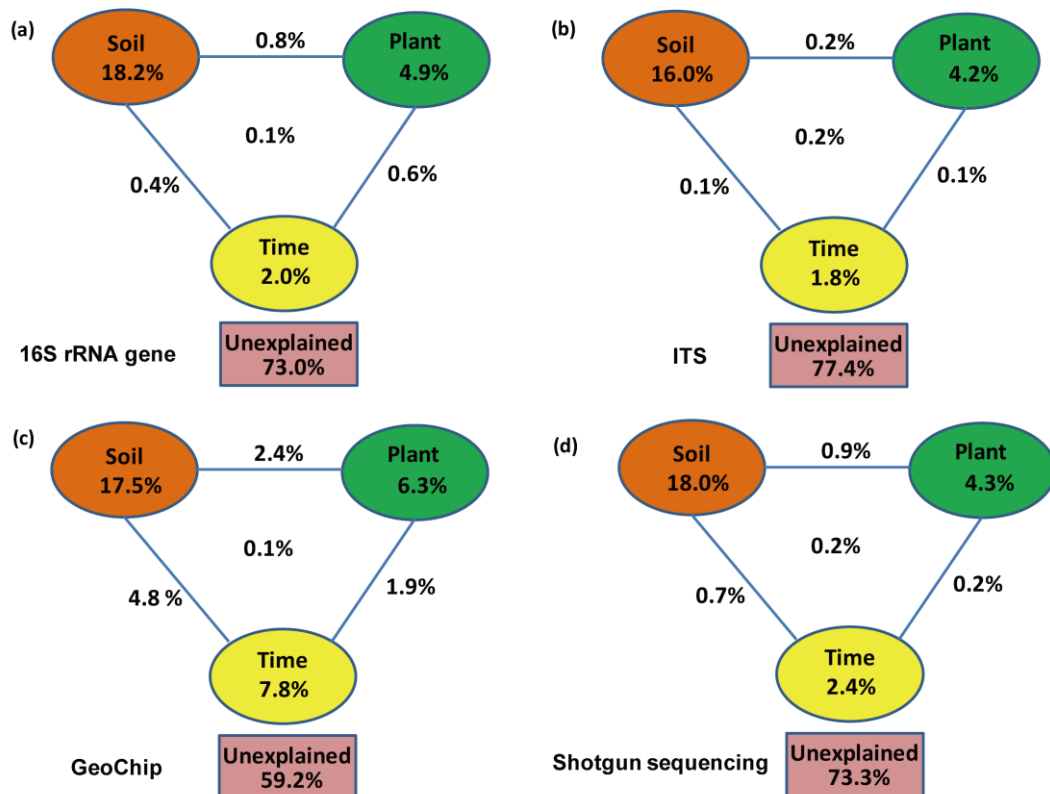 (a)
Soil
18.2%
0.8%
Plant
4.9%
0.1%
0.4%
0.6%
Time
2.0%
16S rRNA gene
Unexplained
73.0%
(b)
Soil
16.0%
0.2%
Plant
4.2%
0.2%
0.1%
0.1%
Time
1.8%
ITS
Unexplained
77.4%
(c)
Soil
17.5%
2.4%
Plant
6.3%
0.1%
4.8 %
1.9%
Time
7.8%
GeoChip
Unexplained
59.2%
(d)
Soil
18.0%
0.9%
Plant
4.3%
0.2%
0.7%
0.2%
Time
2.4%
Shotgun sequencing
Unexplained
73.3%